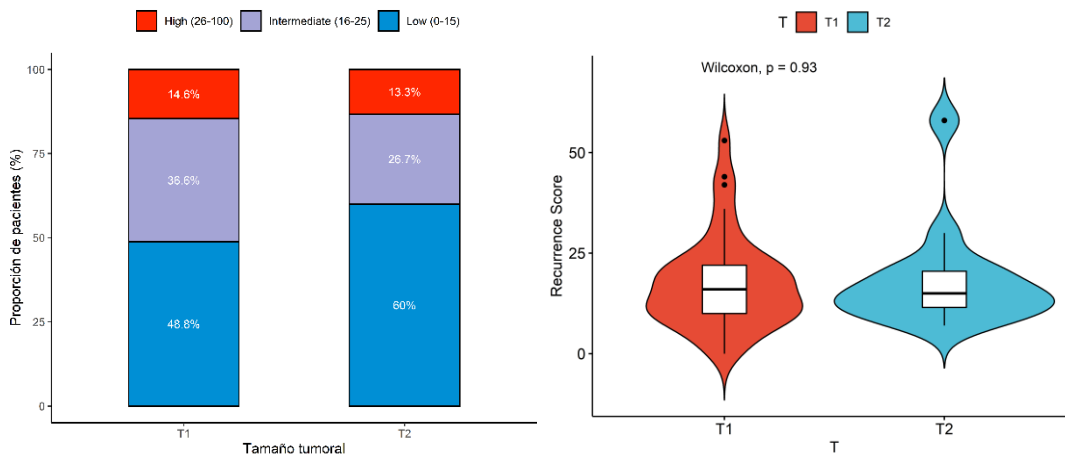 High (26-100) Intermediate (16-25) Low (0-15)
Proporción de pacientes (%)
100
75
50
25
0
14.6%
36.6%
48.8%
13.3%
26.7%
60%
T1 T2
Tamaño tumoral
T T1 T2
Wilcoxon, p = 0.93
Recurrence Score
50
25
0
T1 T2
T